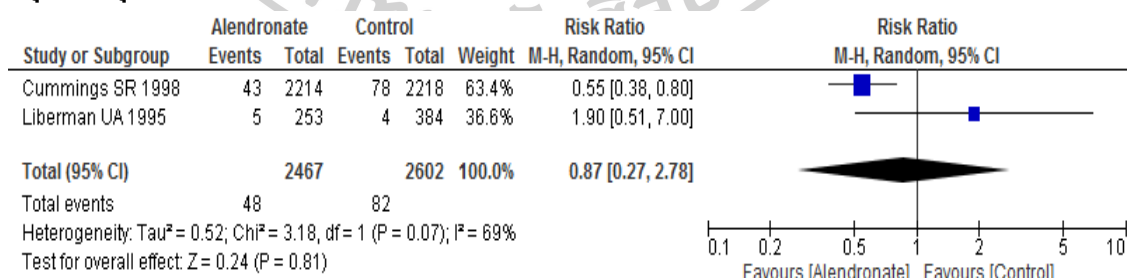 Alendronate Control Risk Ratio Risk Ratio
Study or Subgroup Events Total Events Total Weight M-H, Random, 95% CI M-H, Random, 95% CI
Cummings SR 1998 43 2214 78 2218 63.4% 0.55 [0.38, 0.80]
Liberman UA 1995 5 253 4 384 36.6% 1.90 [0.51, 7.00]
Total (95% CI) 2467 2602 100.0% 0.87 [0.27, 2.78]
Total events 48 82
Heterogeneity: Tau² = 0.52; Chi² = 3.18, df = 1 (P = 0.07); I² = 69%
Test for overall effect: Z = 0.24 (P = 0.81)
0.1 0.2 0.5 1 2 5 10
Favours [Alendronate] Favours [Control]